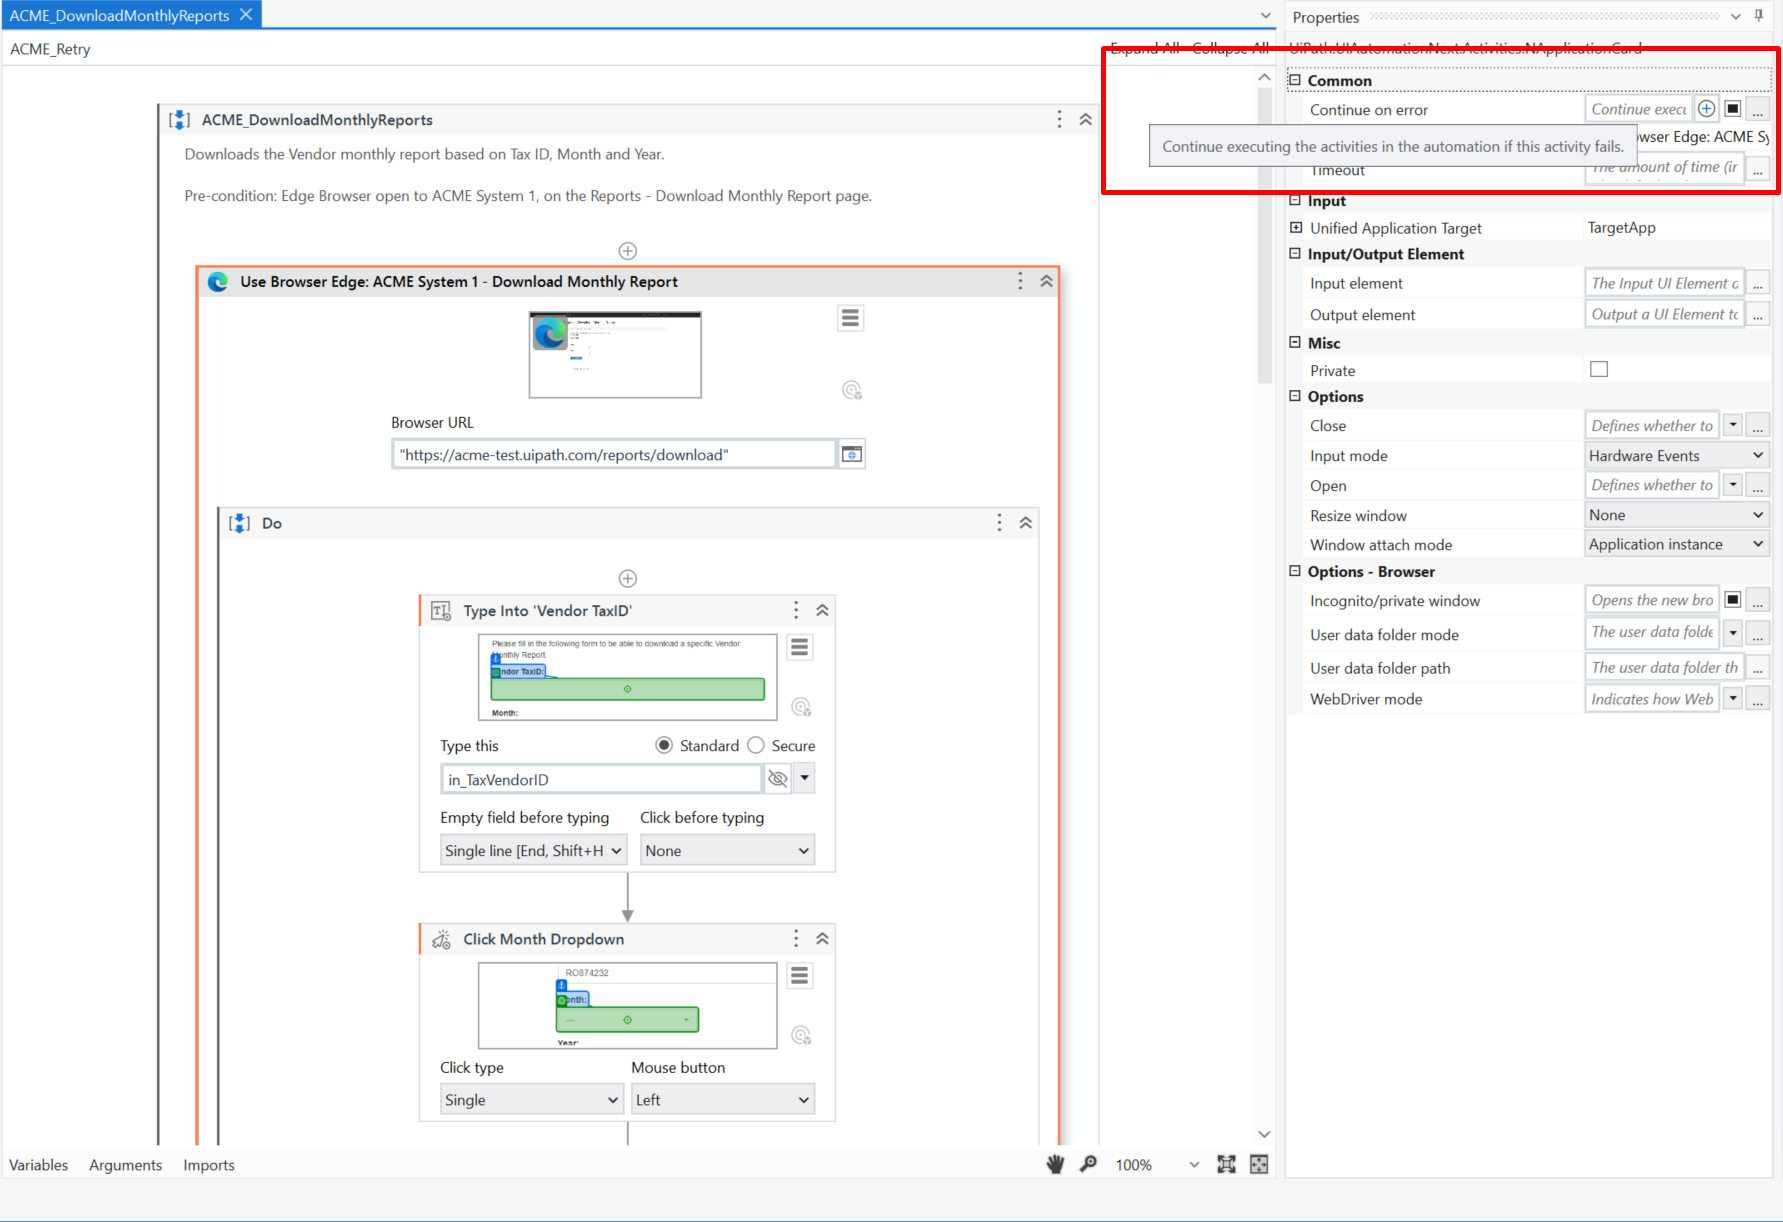 ACME_DownloadMonthlyReports
Properties
ACME_Retry
Expand All Collapse All
UiPath.UIAutomationNext.Activities.NApplicationCard
ACME_DownloadMonthlyReports
Downloads the Vendor monthly report based on Tax ID, Month and Year.
Pre-condition: Edge Browser open to ACME System 1, on the Reports - Download Monthly Report page.
Use Browser Edge: ACME System 1 - Download Monthly Report
Browser URL
"https://acme-test.uipath.com/reports/download"
Do
Type Into 'Vendor TaxID'
Please fill in the following form to be able to download a specific Vendor
Monthly Report.
ndor TaxID:
Month:
Type this
Standard
Secure
in_TaxVendorID
Empty field before typing
Click before typing
Single line [End, Shift+H
None
Click Month Dropdown
RO874232
onth:
---
Year:
Click type
Mouse button
Single
Left
Variables
Arguments
Imports
100%
Common
Continue on error
Continue execu
...
Continue executing the activities in the automation if this activity fails.
wser Edge: ACME Sy
Timeout
The amount of time (ir
...
Input
Unified Application Target
TargetApp
Input/Output Element
Input element
The Input UI Element a
...
Output element
Output a UI Element to
...
Misc
Private
Options
Close
Defines whether to
...
Input mode
Hardware Events
Open
Defines whether to
...
Resize window
None
Window attach mode
Application instance
Options - Browser
Incognito/private window
Opens the new bro
...
User data folder mode
The user data folde
...
User data folder path
The user data folder th
...
WebDriver mode
Indicates how Web
...